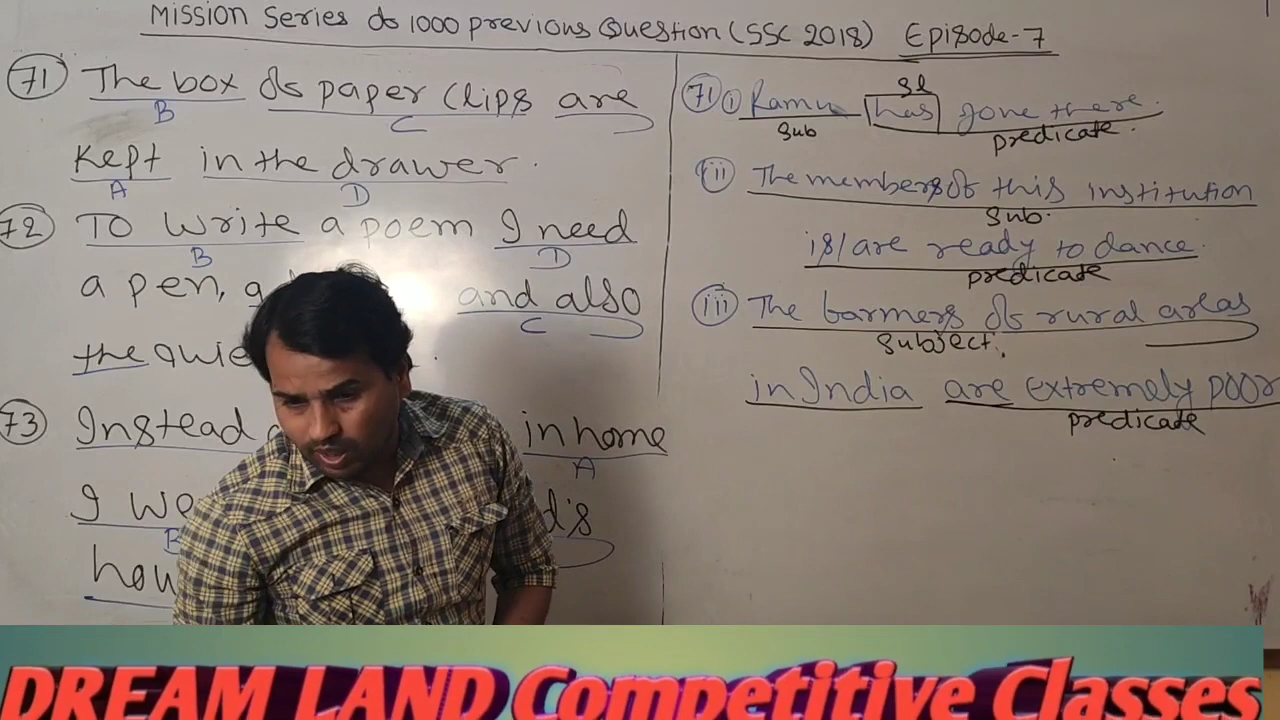 Mission Series of 1000 previous Question (SSC 2018) Episode-7
71 The box of paper clips are
B C
kept in the drawer.
A D
72 To write a poem I need
B D
a pen, and also
C
the
73 Instead in home
A
I we d's
B
hou
71 i Ramu has gone there.
sub predicate.
ii The members of this institution
Sub.
is/are ready to dance.
predicate
iii The farmers of rural areas
subject.
in India are extremely poor
predicate
DREAM LAND Competitive Classes